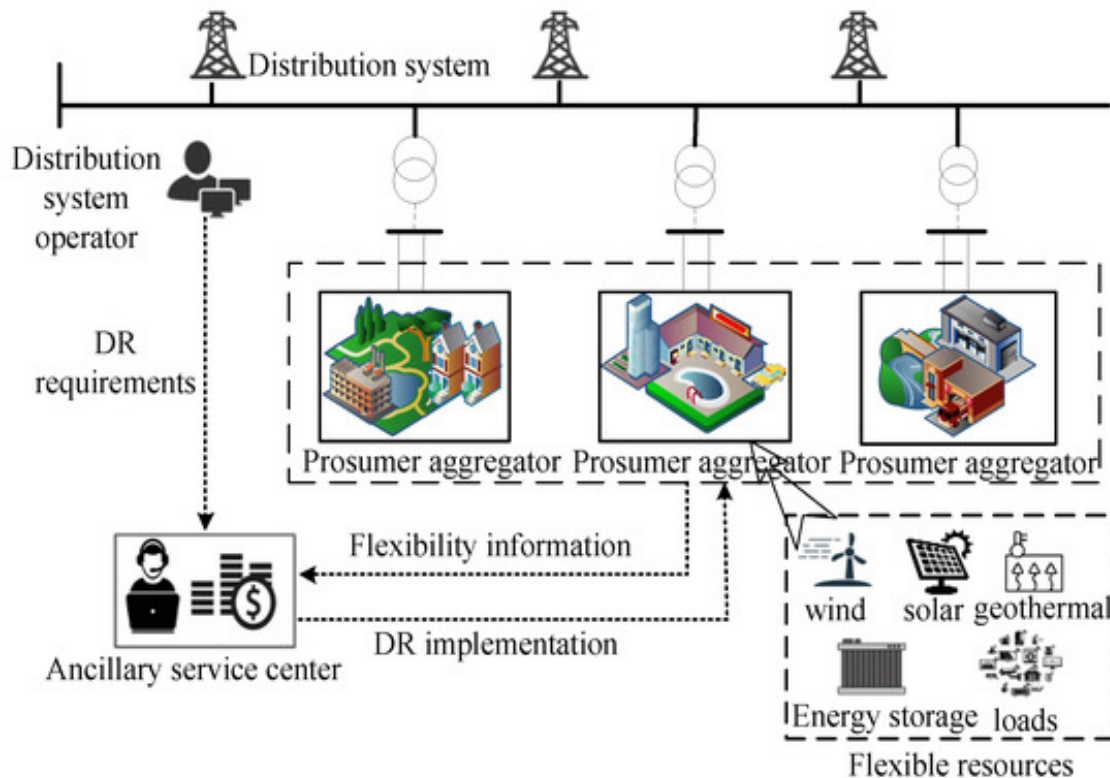 Distribution system
Distribution
system
operator
DR
requirements
Prosumer aggregator
Prosumer aggregator
Prosumer aggregator
Flexibility information
DR implementation
Ancillary service center
wind
solar
geothermal
Energy storage
loads
Flexible resources
$